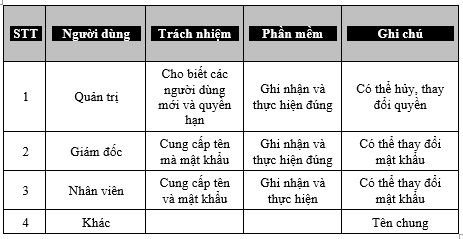 STT Người dùng Trách nhiệm Phần mềm Ghi chú
1 Quản trị Cho biết các người dùng mới và quyền hạn Ghi nhận và thực hiện đúng Có thể hủy, thay đổi quyền
2 Giám đốc Cung cấp tên mà mật khẩu Ghi nhận và thực hiện đúng Có thể thay đổi mật khẩu
3 Nhân viên Cung cấp tên và mật khẩu Ghi nhận và thực hiện Có thể thay đổi mật khẩu
4 Khác Tên chung